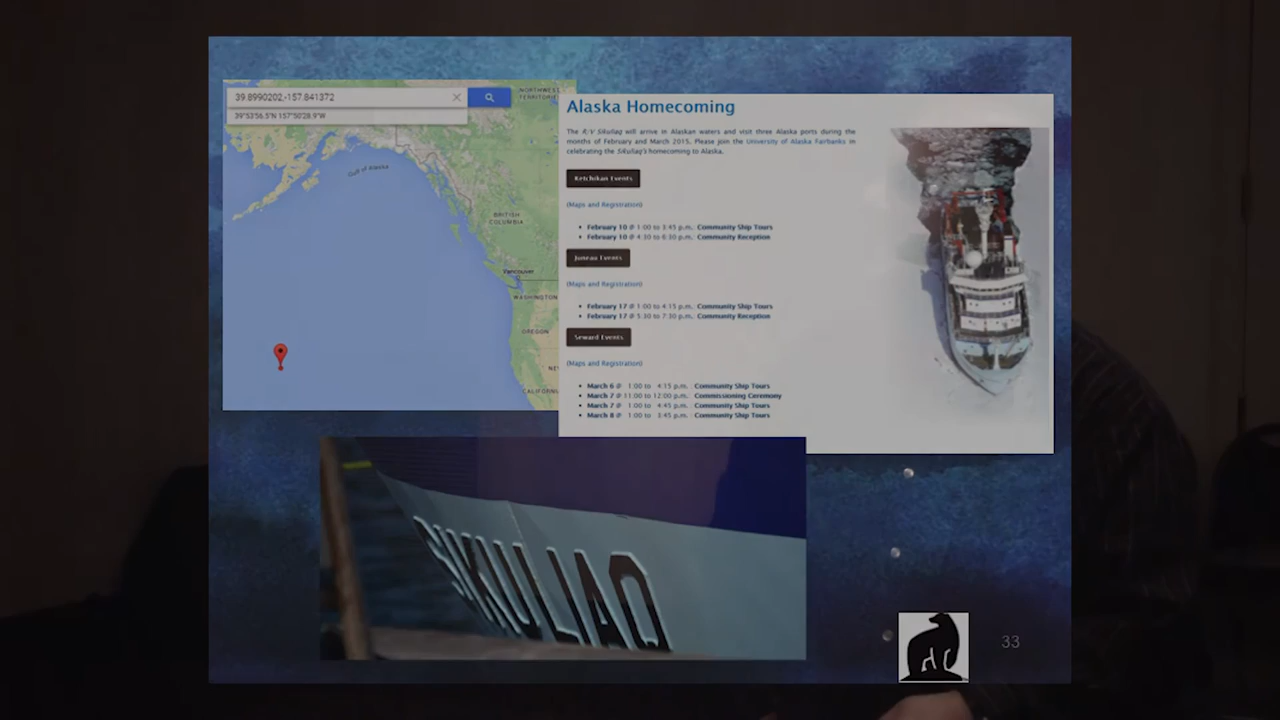 39.8990202,-157.841372
39°53'56.5"N 157°50'28.9"W
NORTHWEST
TERRITORIES
Gulf of Alaska
BRITISH
COLUMBIA
Vancouver
WASHINGTON
OREGON
NE
CALIFORNI
Alaska Homecoming
The R/V Sikuliaq will arrive in Alaskan waters and visit three Alaska ports during the
months of February and March 2015. Please join the University of Alaska Fairbanks in
celebrating the Sikuliaq's homecoming to Alaska.
Ketchikan Events
(Maps and Registration)
• February 10 @ 1:00 to 3:45 p.m. Community Ship Tours
• February 10 @ 4:30 to 6:30 p.m. Community Reception
Juneau Events
(Maps and Registration)
• February 17 @ 1:00 to 4:15 p.m. Community Ship Tours
• February 17 @ 5:30 to 7:30 p.m. Community Reception
Seward Events
(Maps and Registration)
• March 6 @ 1:00 to 4:15 p.m. Community Ship Tours
• March 7 @ 11:00 to 12:00 p.m. Commissioning Ceremony
• March 7 @ 1:00 to 4:45 p.m. Community Ship Tours
• March 8 @ 1:00 to 3:45 p.m. Community Ship Tours
SIKULIAQ
33